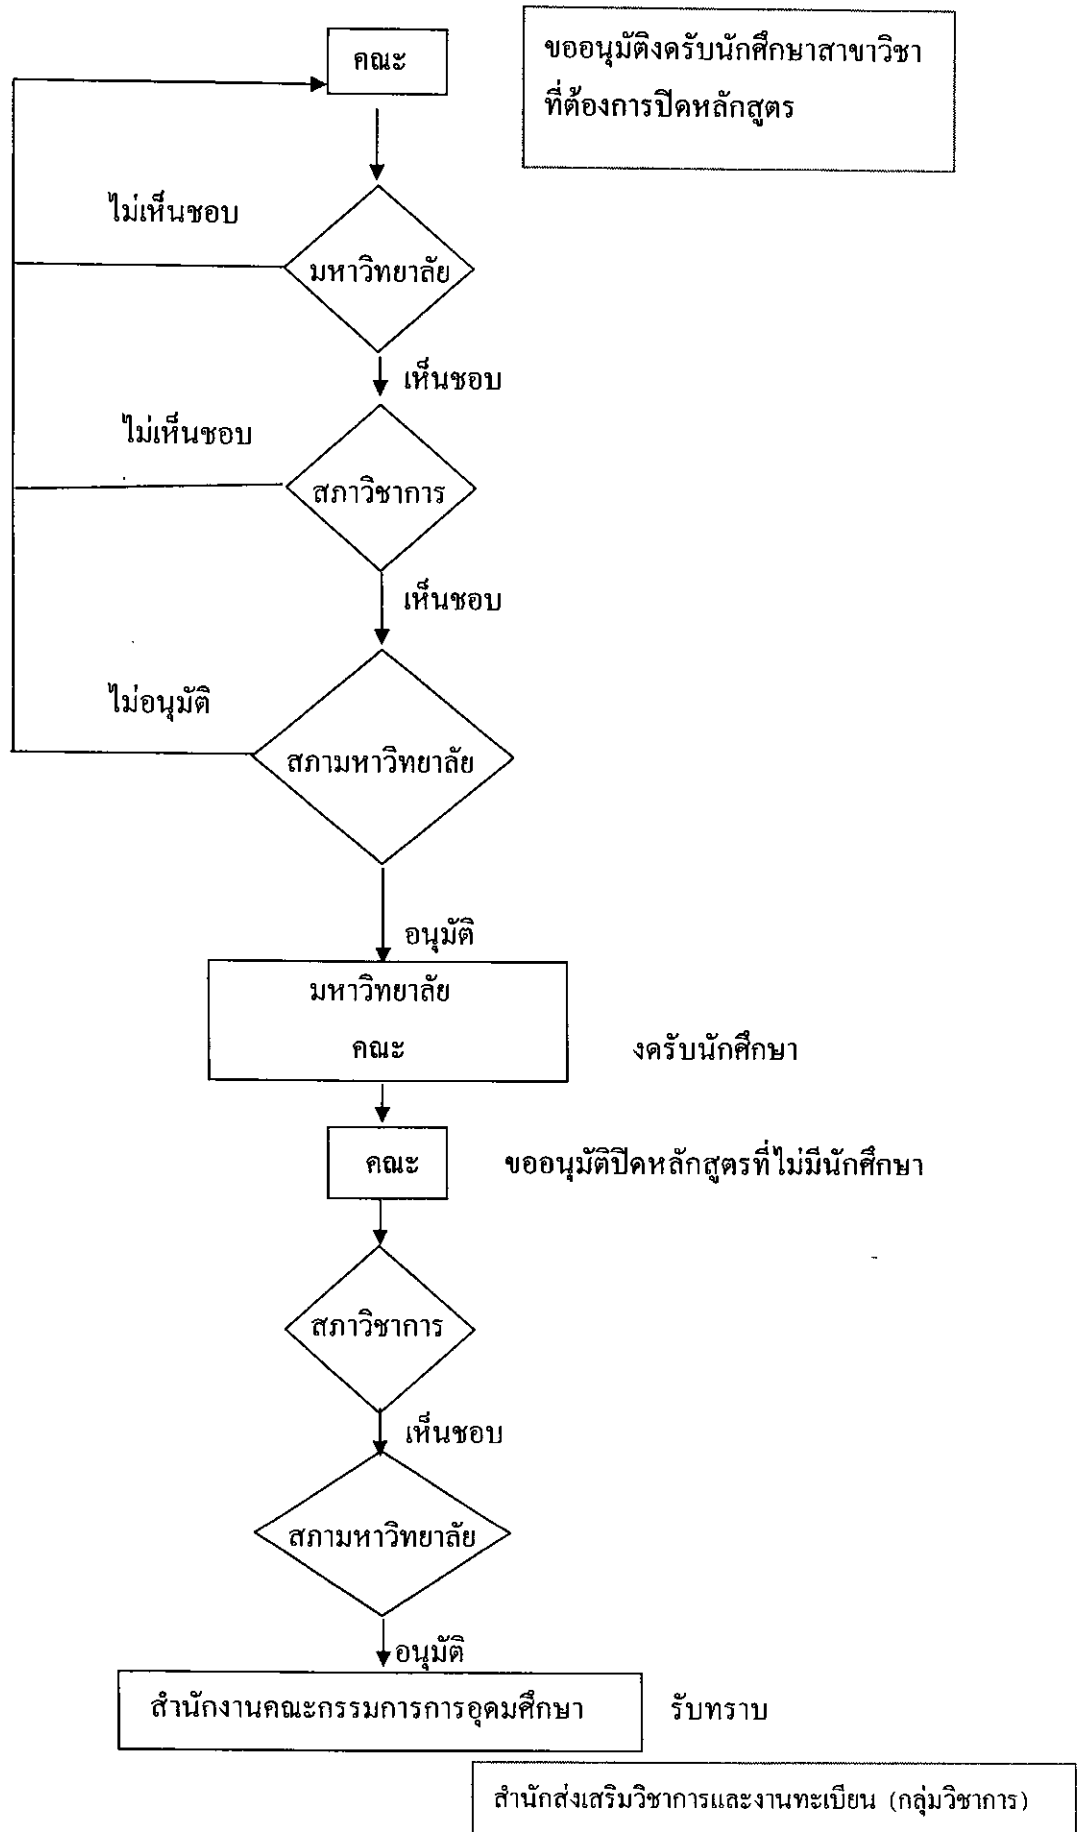 คณะ
ขออนุมัติงดรับนักศึกษาสาขาวิชา
ที่ต้องการปิดหลักสูตร
ไม่เห็นชอบ
มหาวิทยาลัย
เห็นชอบ
ไม่เห็นชอบ
สภาวิชาการ
เห็นชอบ
ไม่อนุมัติ
สภามหาวิทยาลัย
อนุมัติ
มหาวิทยาลัย
คณะ
งดรับนักศึกษา
คณะ
ขออนุมัติปิดหลักสูตรที่ไม่มีนักศึกษา
สภาวิชาการ
เห็นชอบ
สภามหาวิทยาลัย
อนุมัติ
สำนักงานคณะกรรมการการอุดมศึกษา
รับทราบ
สำนักส่งเสริมวิชาการและงานทะเบียน (กลุ่มวิชาการ)